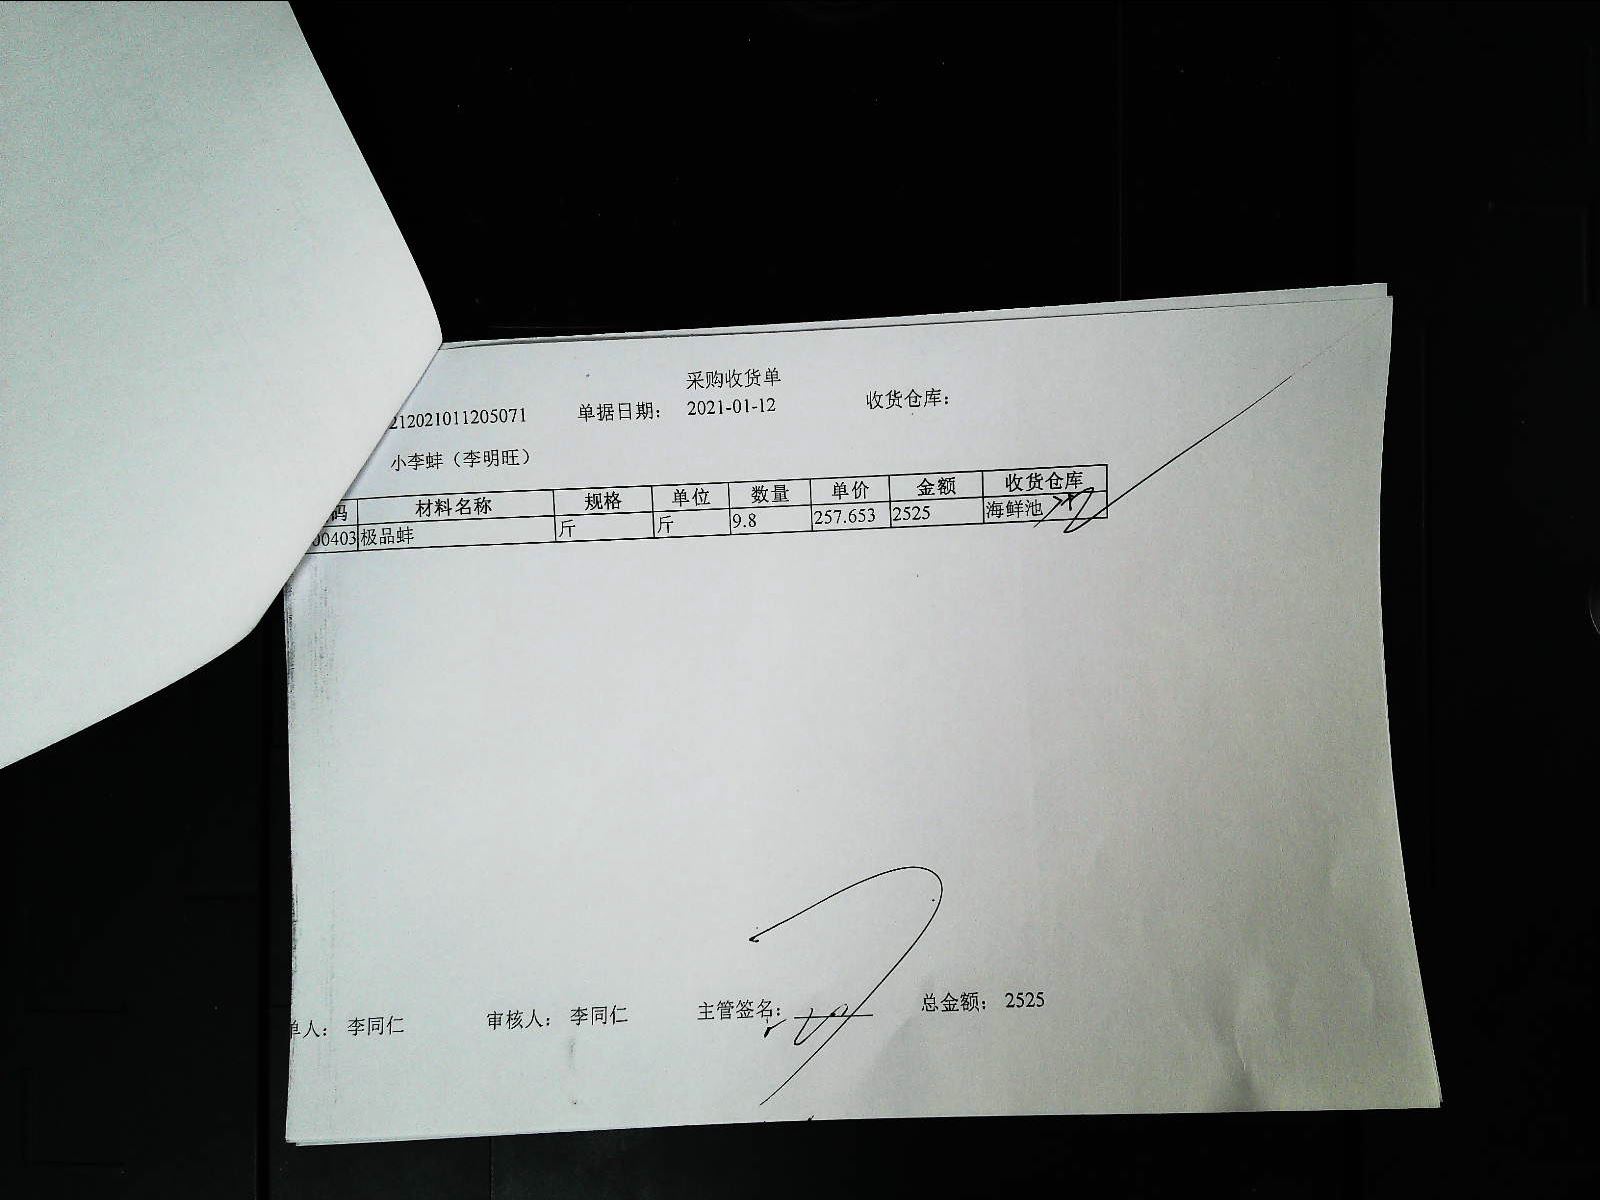 采购收货单
212021011205071 单据日期: 2021-01-12 收货仓库:
小李蚌（李明旺）
码 材料名称 规格 单位 数量 单价 金额 收货仓库
00403 极品蚌 斤 斤 9.8 257.653 2525 海鲜池
单人: 李同仁 审核人: 李同仁 主管签名: 总金额: 2525